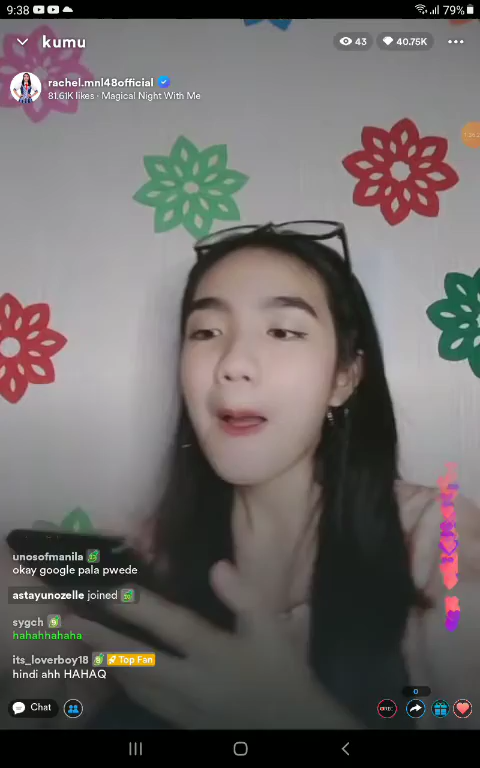 9:38
79%
kumu
43
40.75K
rachel.mnl48official
81.61K likes · Magical Night With Me
unosofmanila
okay google pala pwede
astayunozelle joined
sygch
hahahhahaha
its_loverboy18 Top Fan
hindi ahh HAHAQ
Chat
0